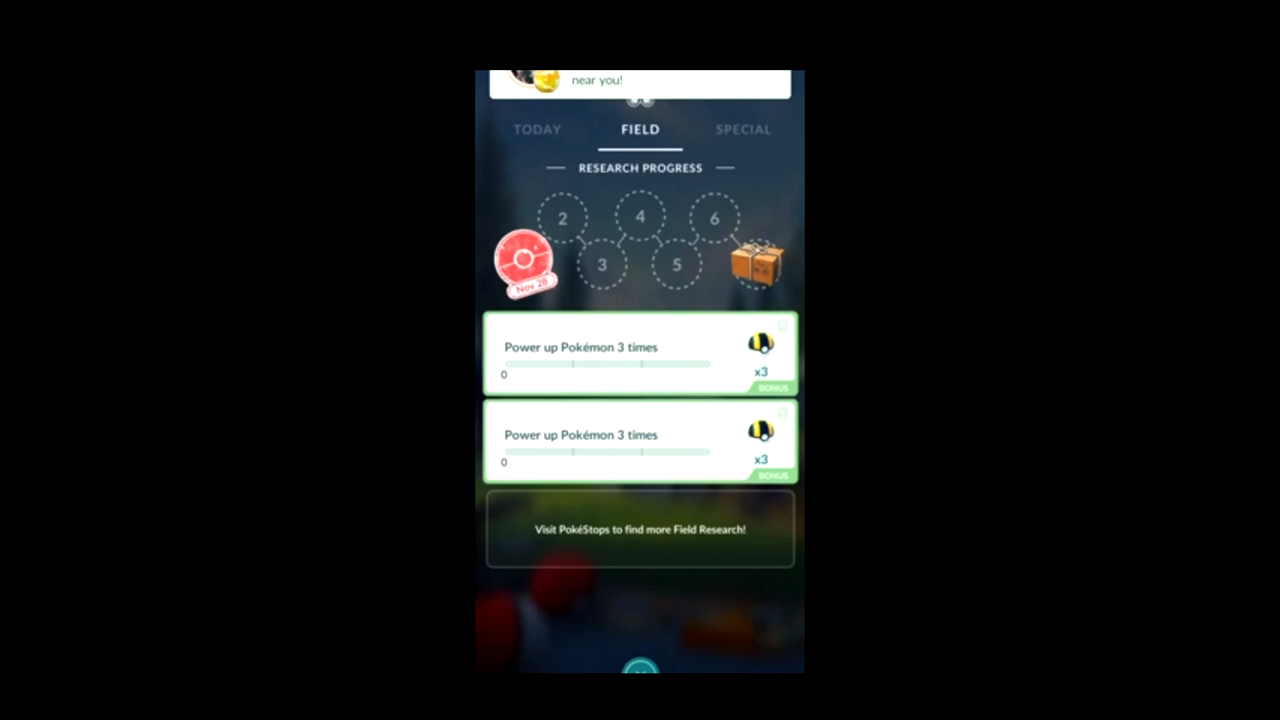 near you!
TODAY
FIELD
SPECIAL
RESEARCH PROGRESS
2
4
6
3
5
Nov 28
Power up Pokémon 3 times
0
x3
BONUS
Power up Pokémon 3 times
0
x3
BONUS
Visit PokéStops to find more Field Research!